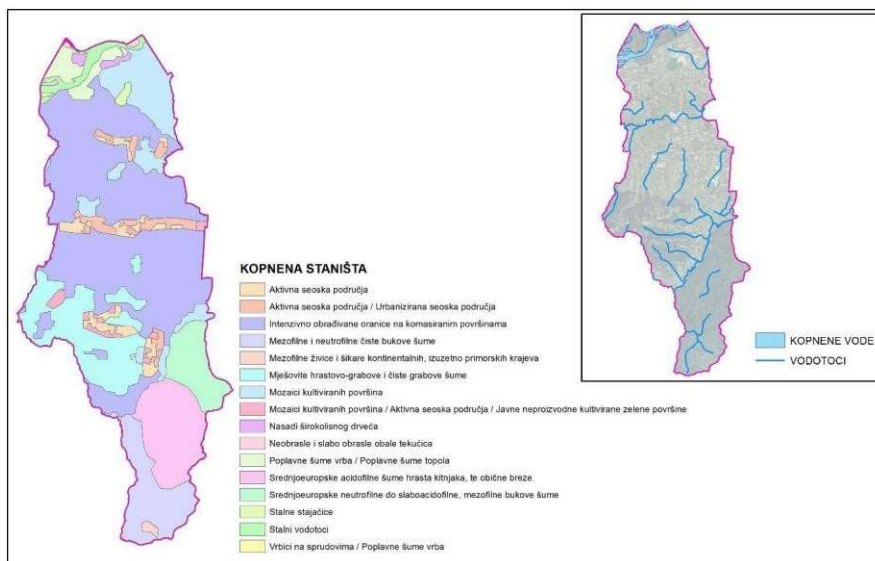 KOPNENA STANIŠTA
Aktivna seoska područja
Aktivna seoska područja / Urbanizirana seoska područja
Intenzivno obrađivane oranice na komasiranim površinama
Mezofilne i neutrofilne čiste bukove šume
Mezofilne živice i šikare kontinentalnih, izuzetno primorskih krajeva
Mješovite hrastovo-grabove i čiste grabove šume
Mozaici kultiviranih površina
Mozaici kultiviranih površina / Aktivna seoska područja / Javne neproizvodne kultivirane zelene površine
Nasadi širokolisnog drveća
Neobrasle i slabo obrasle obale tekućica
Poplavne šume vrba / Poplavne šume topola
Srednjoeuropske acidofilne šume hrasta kitnjaka, te obične breze
Srednjoeuropske neutrofilne do slaboacidofilne, mezofilne bukove šume
Stalne stajaćice
Stalni vodotoci
Vrbici na sprudovima / Poplavne šume vrba
KOPNENE VODE
VODOTOCI